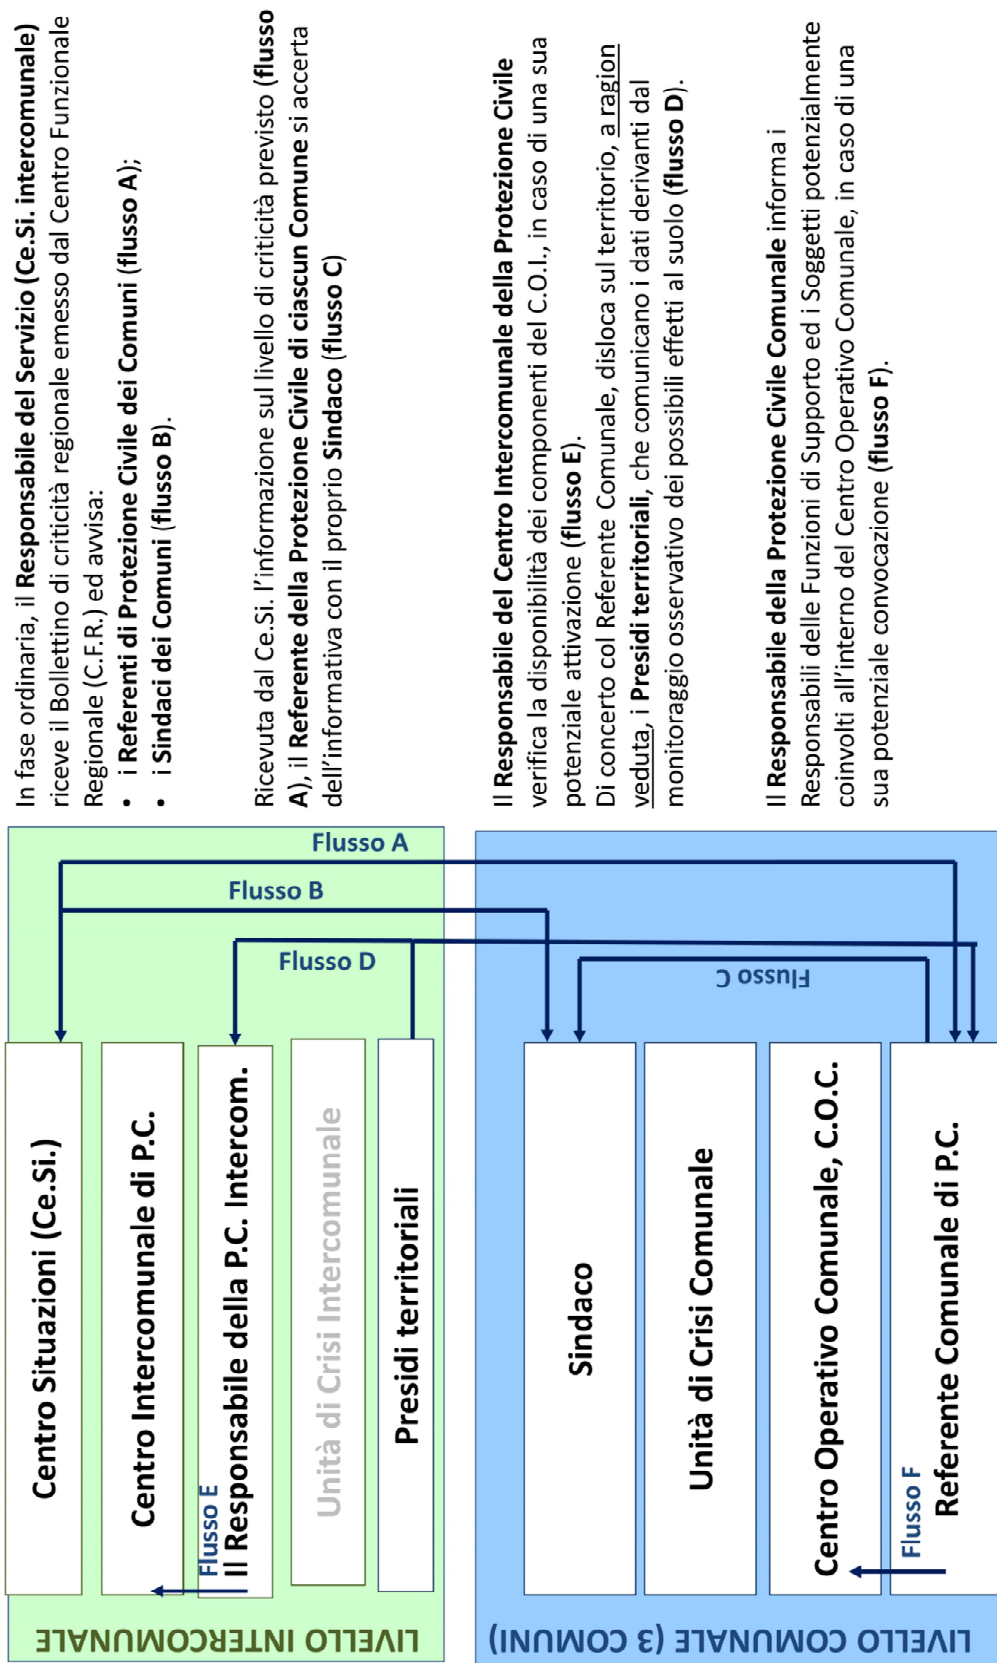 LIVELLO INTERCOMUNALE
Centro Situazioni (Ce.Si.)
Centro Intercomunale di P.C.
Flusso E
Il Responsabile della P.C. Intercom.
Unità di Crisi Intercomunale
Presidi territoriali
Flusso A
Flusso B
Flusso D
LIVELLO COMUNALE (3 COMUNI)
Sindaco
Unità di Crisi Comunale
Centro Operativo Comunale, C.O.C.
Flusso F
Referente Comunale di P.C.
Flusso C
In fase ordinaria, il Responsabile del Servizio (Ce.Si. intercomunale)
riceve il Bollettino di criticità regionale emesso dal Centro Funzionale
Regionale (C.F.R.) ed avvisa:
• i Referenti di Protezione Civile dei Comuni (flusso A);
• i Sindaci dei Comuni (flusso B).
Ricevuta dal Ce.Si. l'informazione sul livello di criticità previsto (flusso
A), il Referente della Protezione Civile di ciascun Comune si accerta
dell'informativa con il proprio Sindaco (flusso C)
Il Responsabile del Centro Intercomunale della Protezione Civile
verifica la disponibilità dei componenti del C.O.I., in caso di una sua
potenziale attivazione (flusso E).
Di concerto col Referente Comunale, disloca sul territorio, a ragion
veduta, i Presidi territoriali, che comunicano i dati derivanti dal
monitoraggio osservativo dei possibili effetti al suolo (flusso D).
Il Responsabile della Protezione Civile Comunale informa i
Responsabili delle Funzioni di Supporto ed i Soggetti potenzialmente
coinvolti all'interno del Centro Operativo Comunale, in caso di una
sua potenziale convocazione (flusso F).